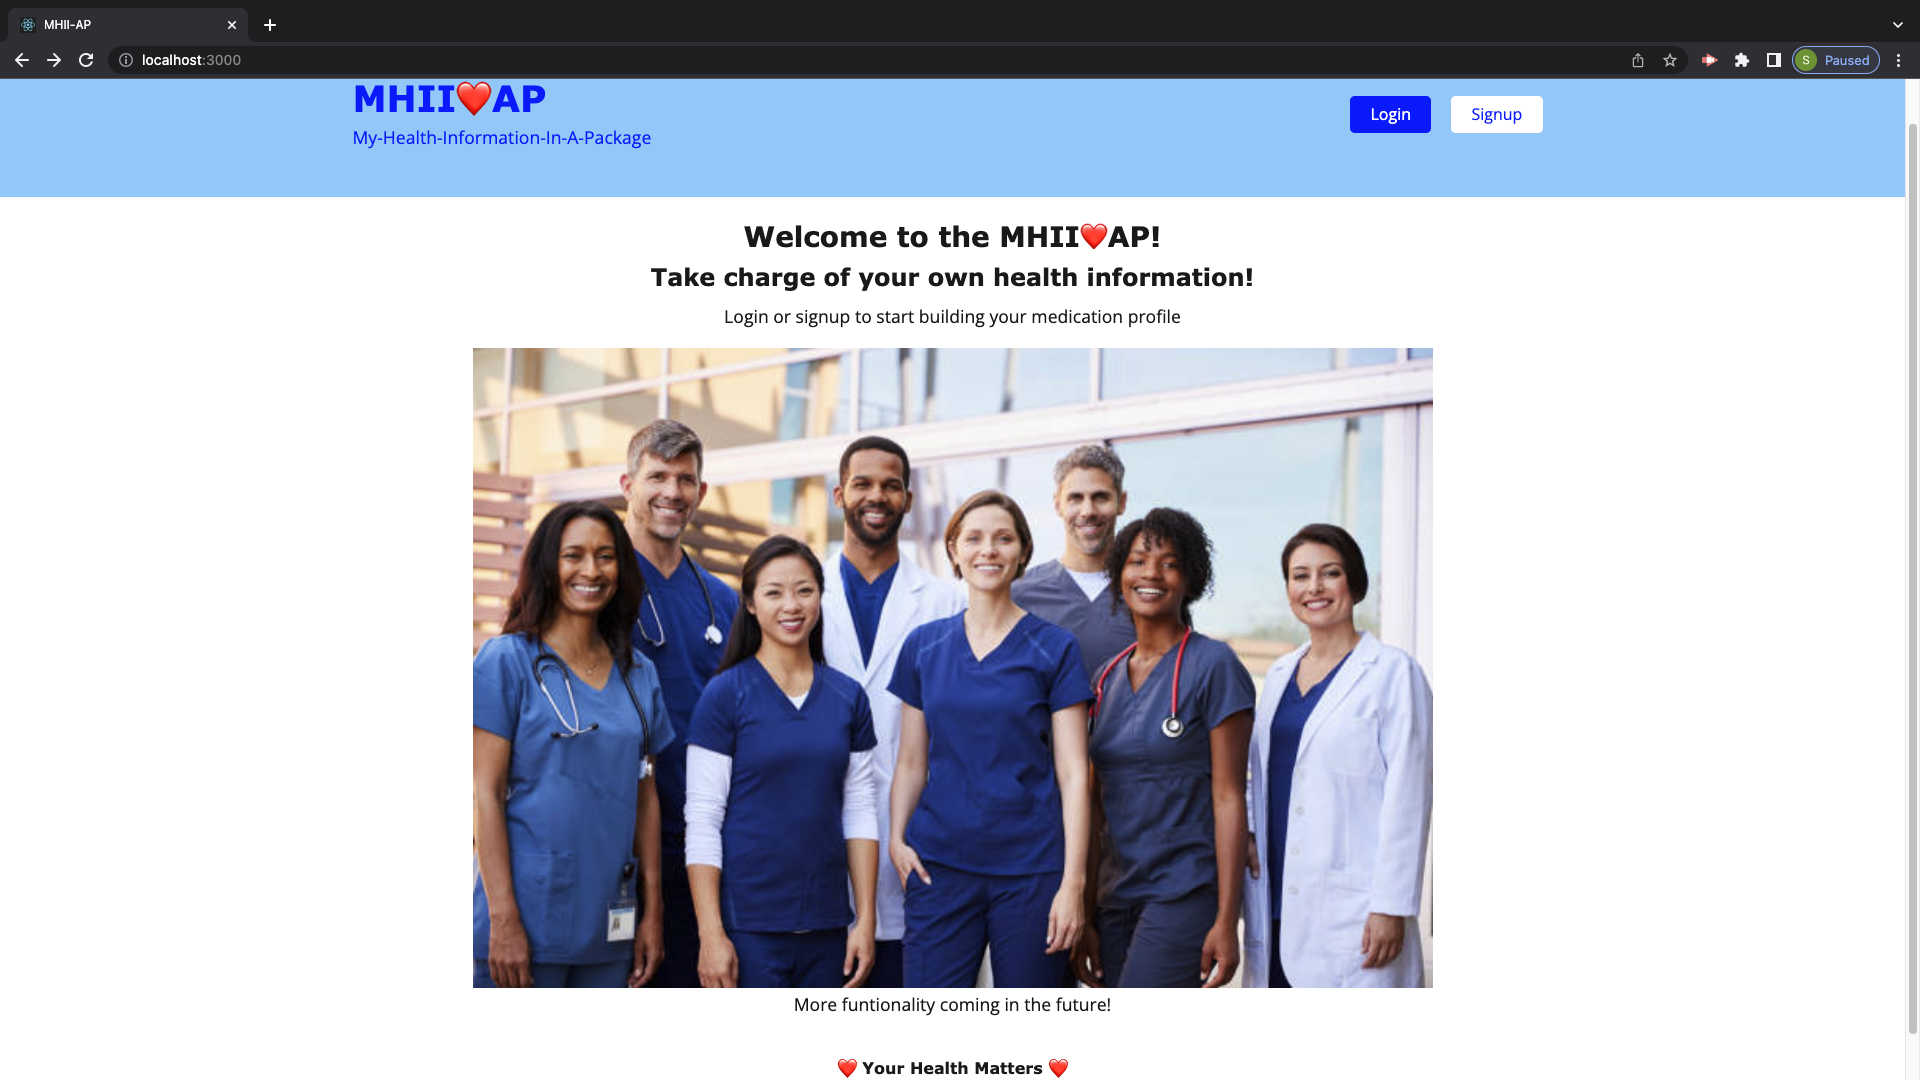 MHII-AP
localhost:3000
S Paused
MHII❤️AP
My-Health-Information-In-A-Package
Login
Signup
Welcome to the MHII❤️AP!
Take charge of your own health information!
Login or signup to start building your medication profile
More funtionality coming in the future!
❤️ Your Health Matters ❤️